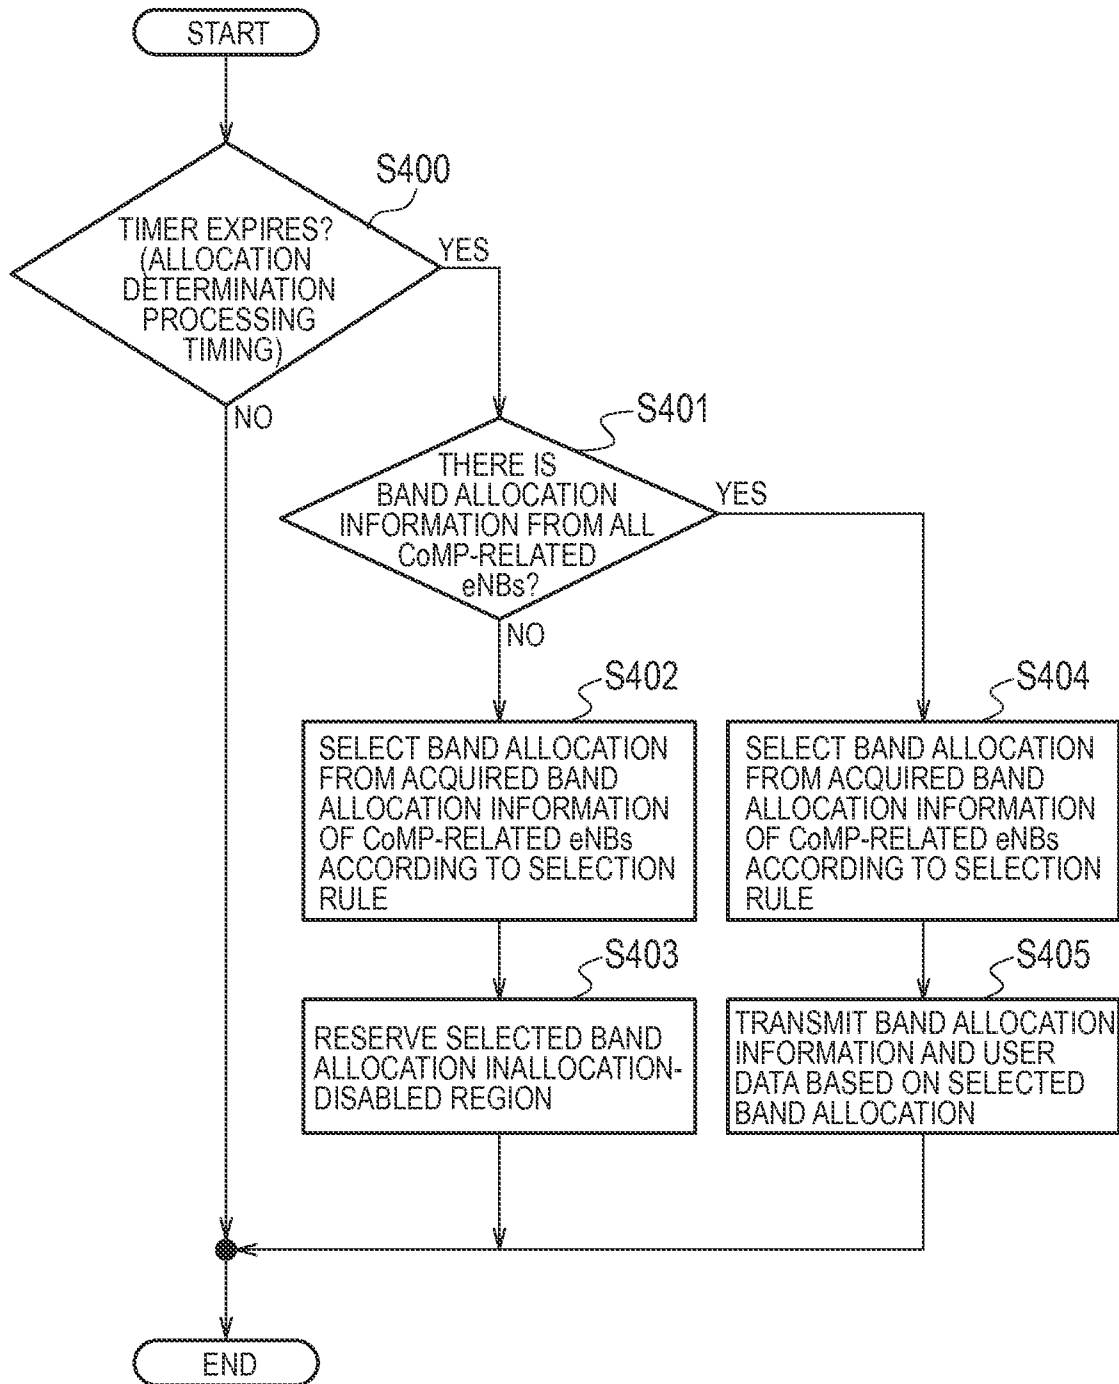 START
S400
TIMER EXPIRES?
(ALLOCATION
DETERMINATION
PROCESSING
TIMING)
YES
NO
S401
THERE IS
BAND ALLOCATION
INFORMATION FROM ALL
CoMP-RELATED
eNBs?
YES
NO
S402
SELECT BAND ALLOCATION
FROM ACQUIRED BAND
ALLOCATION INFORMATION
OF CoMP-RELATED eNBs
ACCORDING TO SELECTION
RULE
S404
SELECT BAND ALLOCATION
FROM ACQUIRED BAND
ALLOCATION INFORMATION
OF CoMP-RELATED eNBs
ACCORDING TO SELECTION
RULE
S403
RESERVE SELECTED BAND
ALLOCATION INALLOCATION-
DISABLED REGION
S405
TRANSMIT BAND ALLOCATION
INFORMATION AND USER
DATA BASED ON SELECTED
BAND ALLOCATION
END